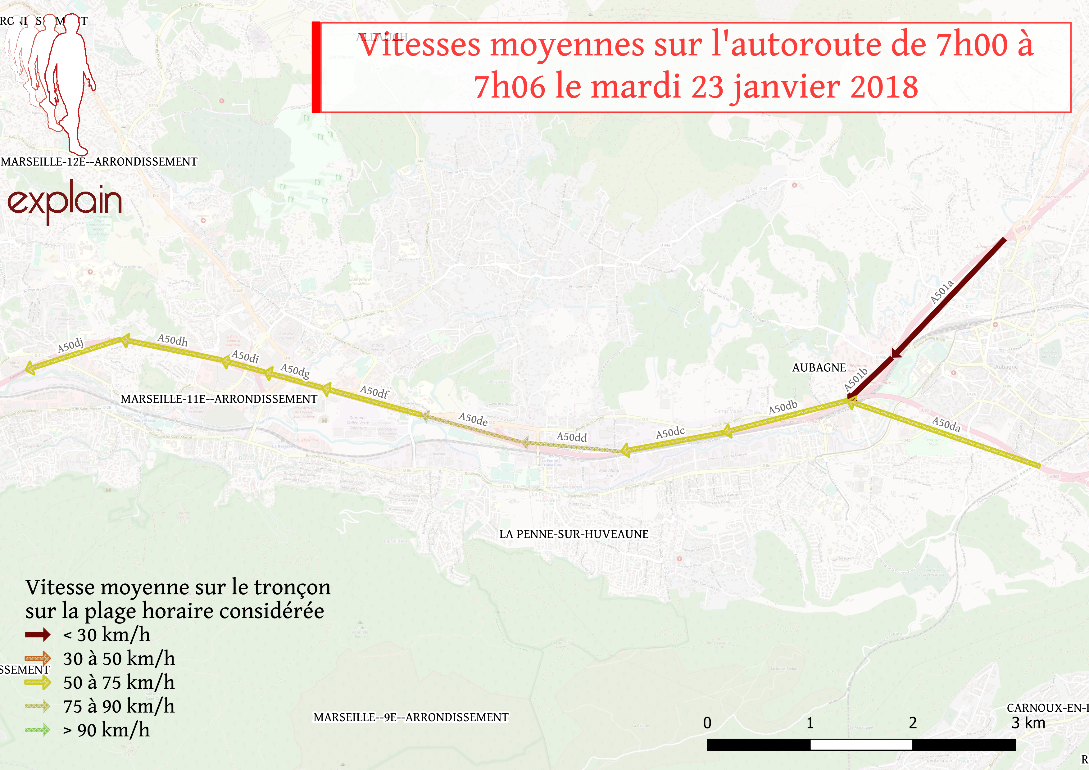 Vitesses moyennes sur l'autoroute de 7h00 à
7h06 le mardi 23 janvier 2018
MARSEILLE-12E--ARRONDISSEMENT
explain
A501a
A501b
AUBAGNE
A50dj
A50dh
A50di
A50dg
A50df
A50de
A50dd
A50dc
A50db
A50da
MARSEILLE-11E--ARRONDISSEMENT
LA PENNE-SUR-HUVEAUNE
Vitesse moyenne sur le tronçon
sur la plage horaire considérée
< 30 km/h
30 à 50 km/h
SSEMENT
50 à 75 km/h
75 à 90 km/h
> 90 km/h
MARSEILLE--9E--ARRONDISSEMENT
CARNOUX-EN-P
0 1 2 3 km
R